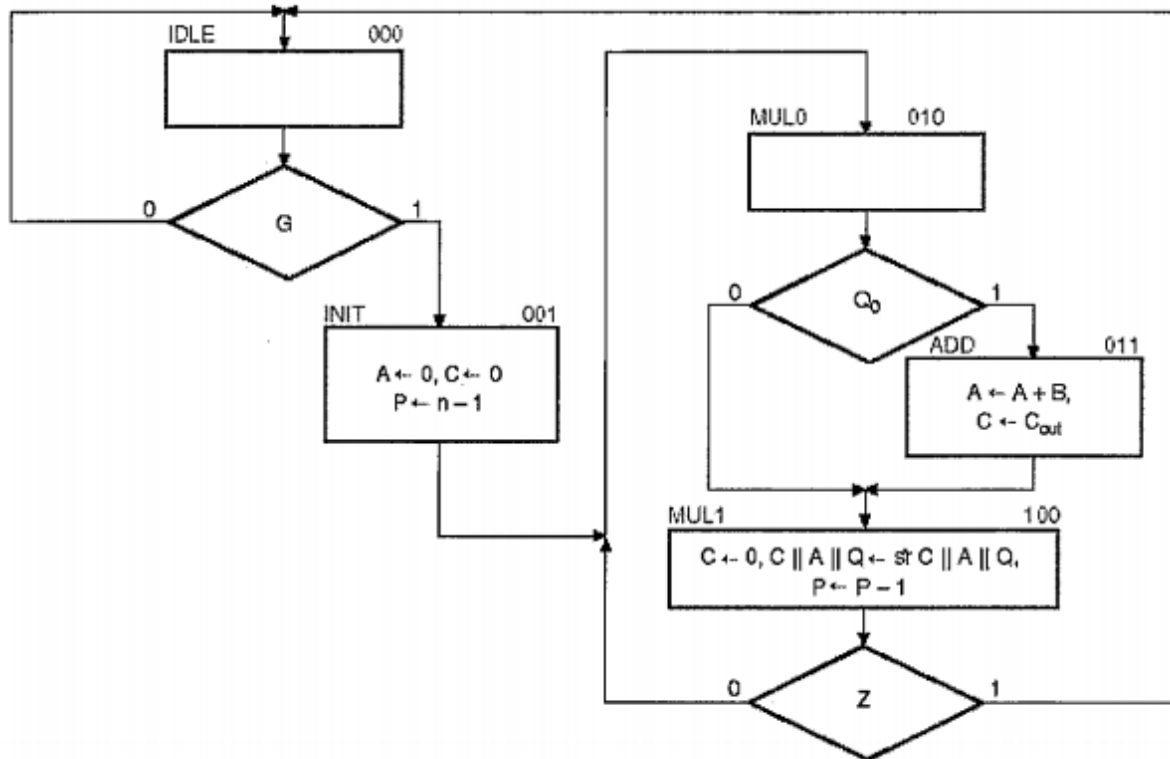 IDLE 000
0 G 1
INIT 001
A ← 0, C ← 0
P ← n – 1
MUL0 010
0 Q₀ 1
ADD 011
A ← A + B,
C ← Cout
MUL1 100
C ← 0, C || A || Q ← sr C || A || Q,
P ← P – 1
0 Z 1